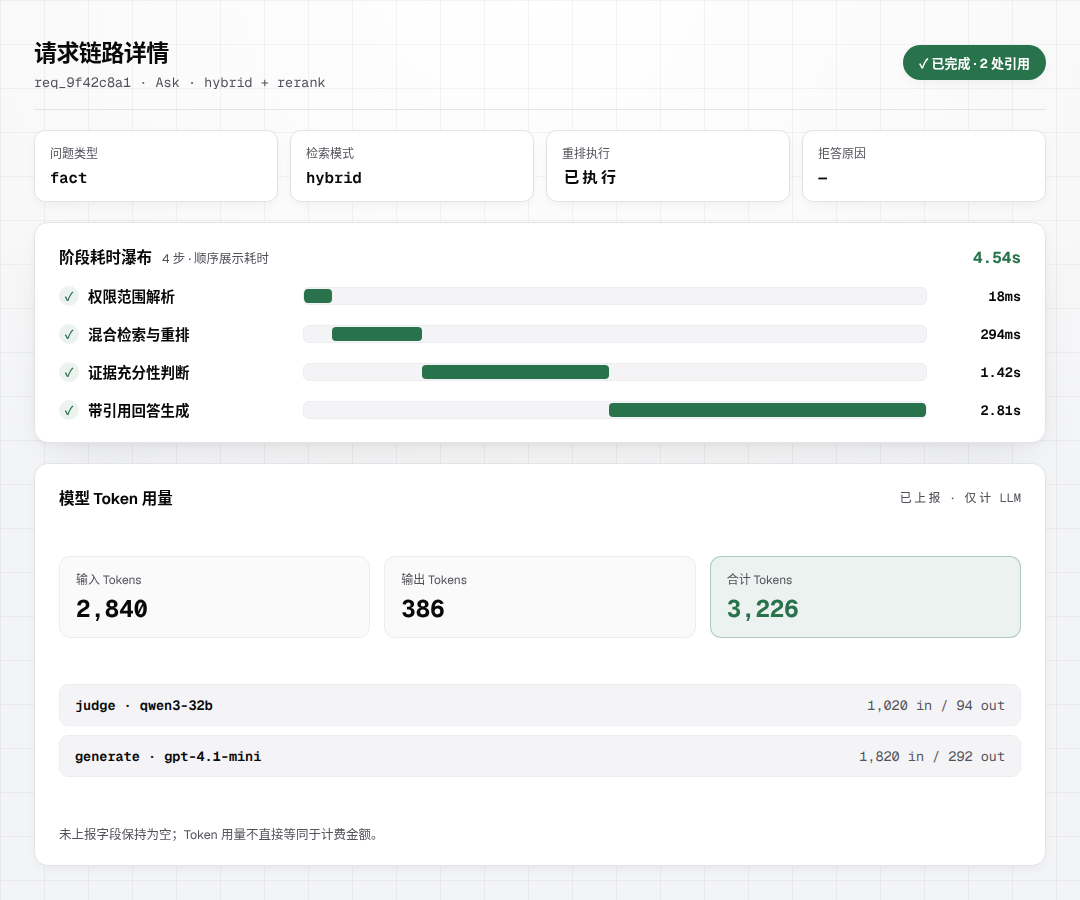 请求链路详情
req_9f42c8a1 · Ask · hybrid + rerank
✓ 已完成 · 2 处引用
问题类型
fact
检索模式
hybrid
重排执行
已执行
拒答原因
—
阶段耗时瀑布 4 步 · 顺序展示耗时
4.54s
✓ 权限范围解析 18ms
✓ 混合检索与重排 294ms
✓ 证据充分性判断 1.42s
✓ 带引用回答生成 2.81s
模型 Token 用量
已上报 · 仅计 LLM
输入 Tokens
2,840
输出 Tokens
386
合计 Tokens
3,226
judge · qwen3-32b 1,020 in / 94 out
generate · gpt-4.1-mini 1,820 in / 292 out
未上报字段保持为空；Token 用量不直接等同于计费金额。